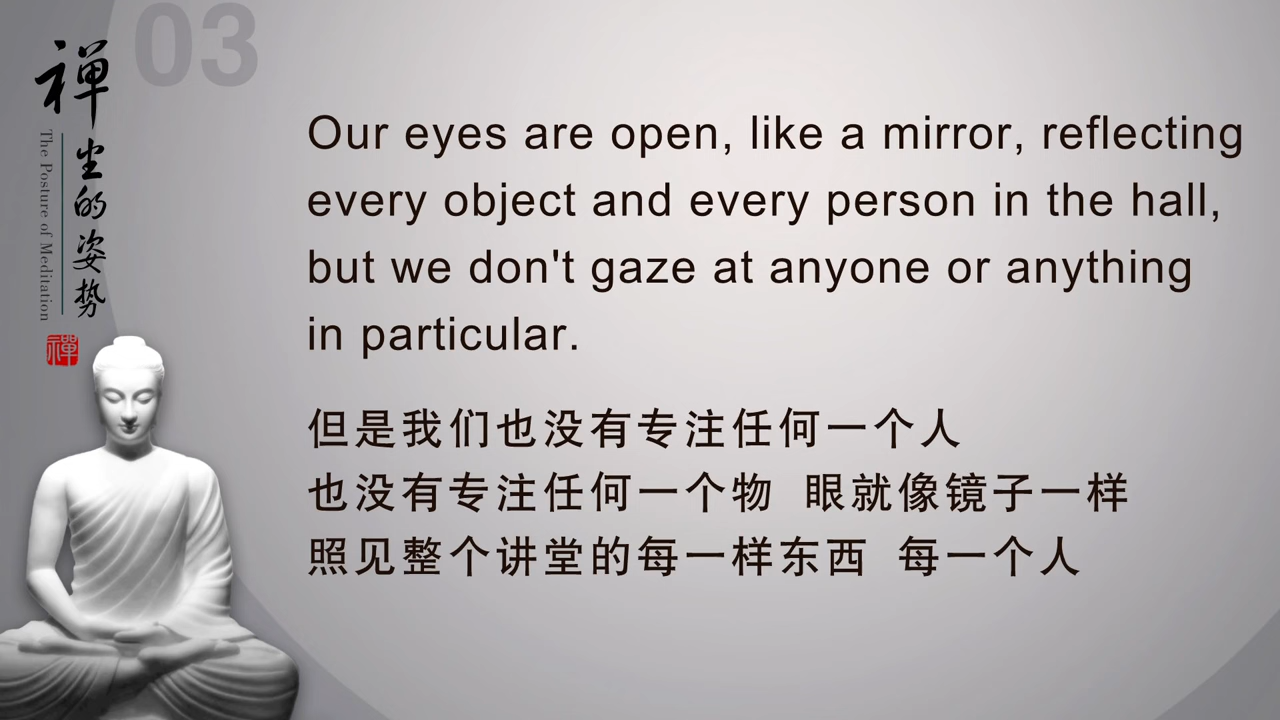 03
禅
坐的姿势
The Posture of Meditation
禪
Our eyes are open, like a mirror, reflecting
every object and every person in the hall,
but we don't gaze at anyone or anything
in particular.
但是我们也没有专注任何一个人
也没有专注任何一个物 眼就像镜子一样
照见整个讲堂的每一样东西 每一个人